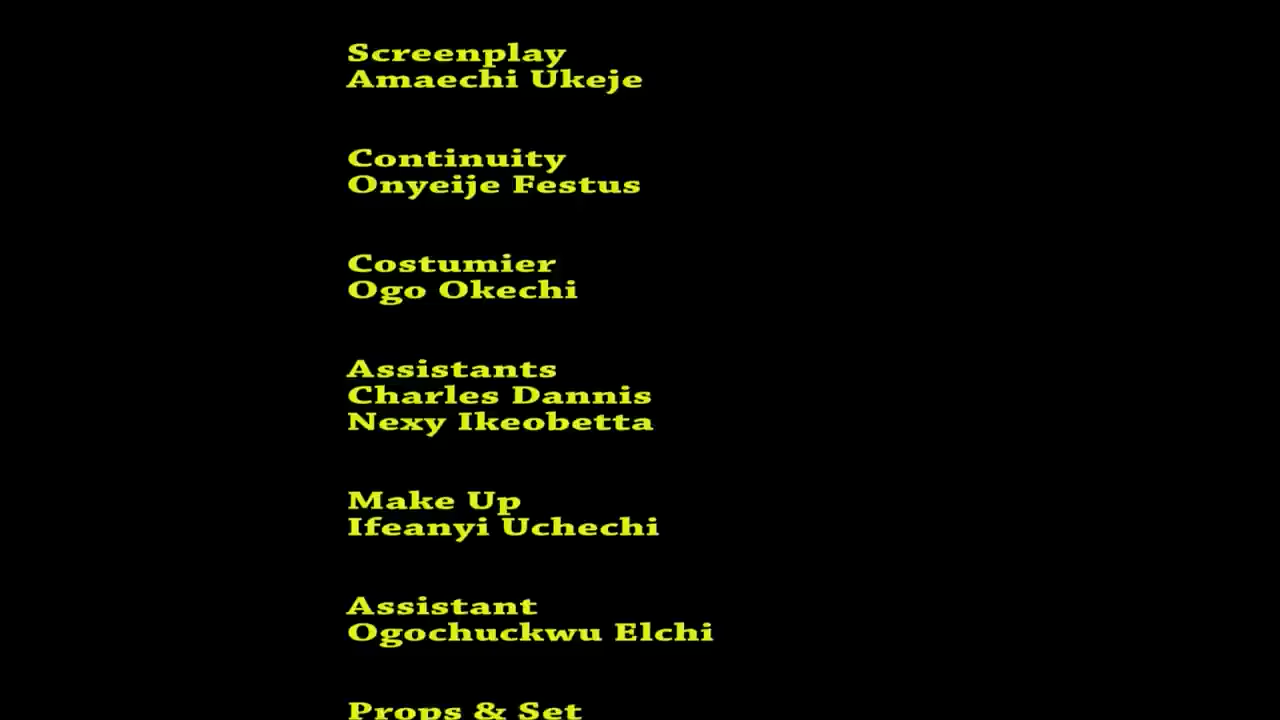 Screenplay
Amaechi Ukeje
Continuity
Onyeije Festus
Costumier
Ogo Okechi
Assistants
Charles Dannis
Nexy Ikeobetta
Make Up
Ifeanyi Uchechi
Assistant
Ogochuckwu Elchi
Props & Set